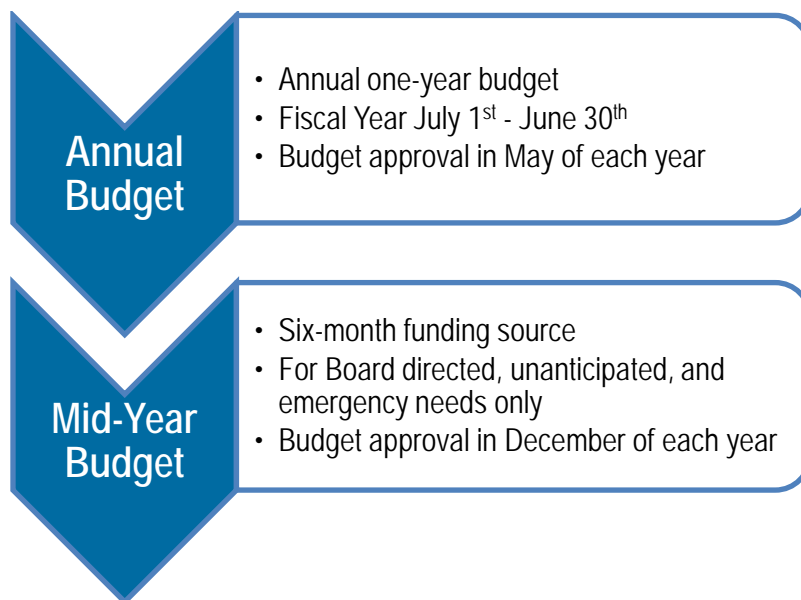 Annual
Budget
• Annual one-year budget
• Fiscal Year July 1st - June 30th
• Budget approval in May of each year
Mid-Year
Budget
• Six-month funding source
• For Board directed, unanticipated, and
emergency needs only
• Budget approval in December of each year